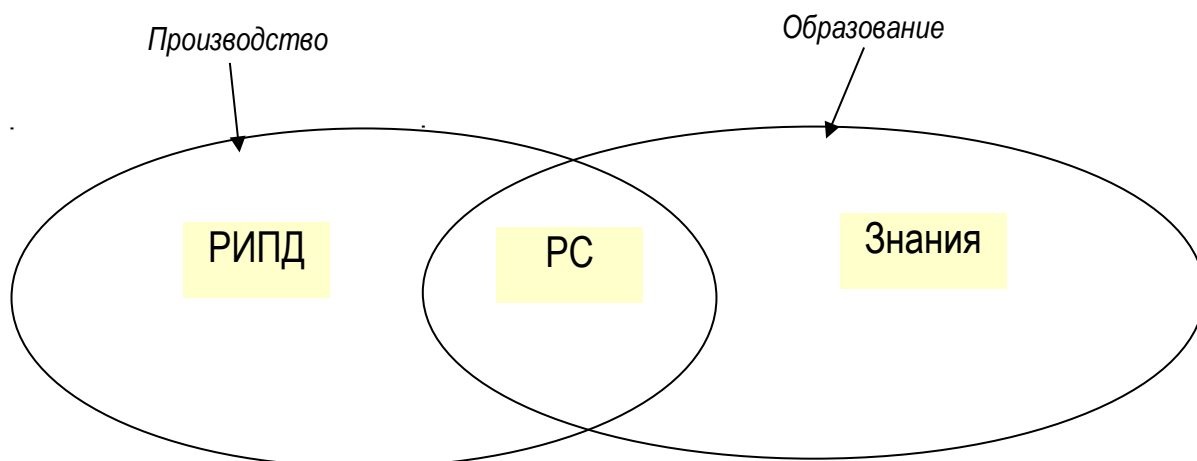 Производство
Образование
РИПД
РС
Знания